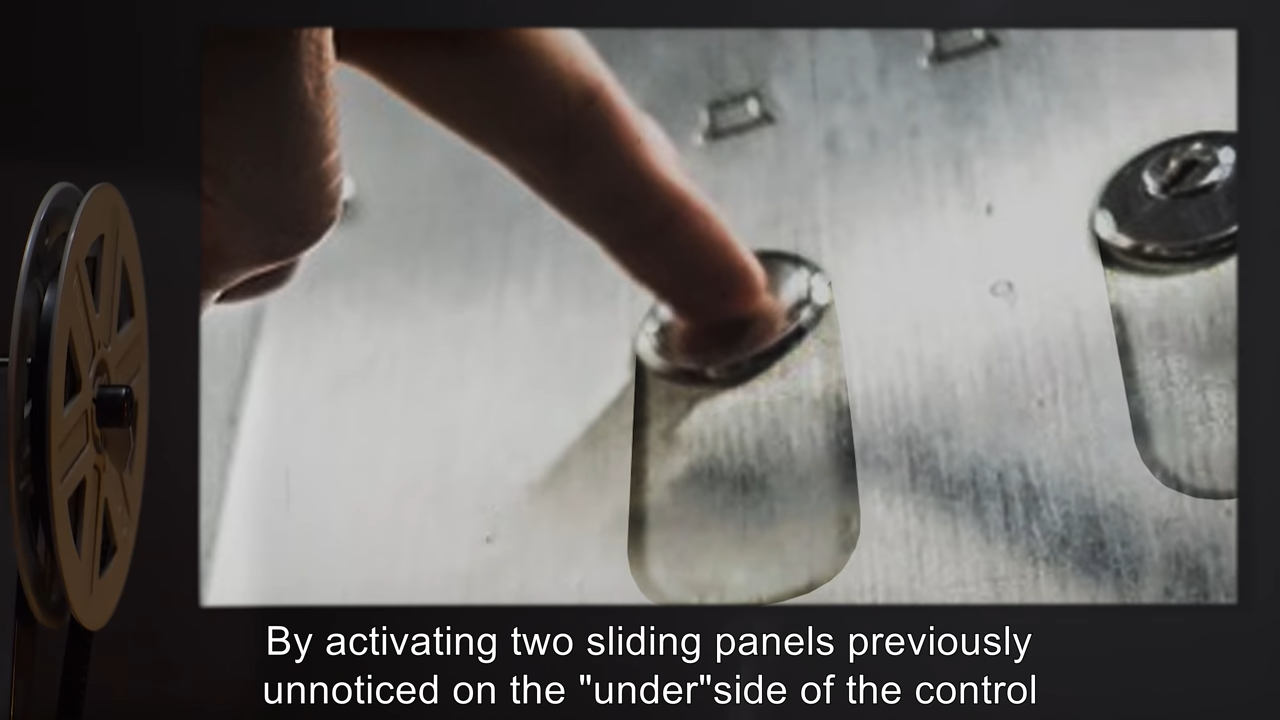 By activating two sliding panels previously
unnoticed on the "under"side of the control